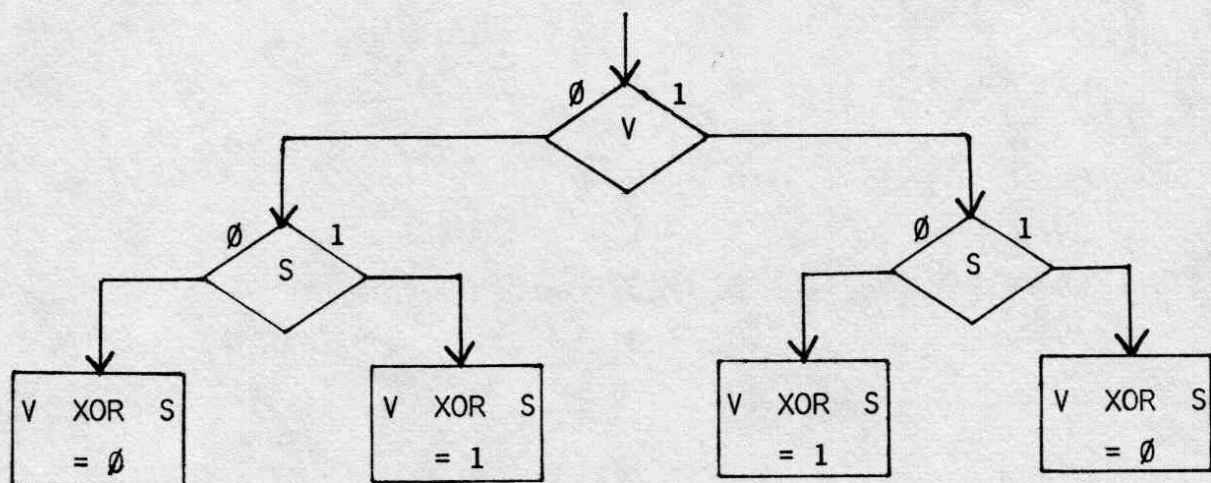 Ø 1
V
Ø 1
S
Ø 1
S
V XOR S
= Ø
V XOR S
= 1
V XOR S
= 1
V XOR S
= Ø